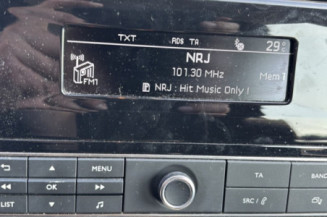 TXT RDS TA 29
NRJ
101.30 MHz Mem 1
FM1
NRJ : Hit Music Only !
MENU TA BAND
OK SRC /
LIST